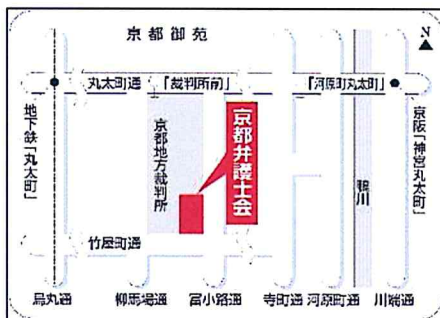 京都御苑
N
丸太町通
「裁判所前」
「河原町丸太町」
地下鉄「丸太町」
京都地方裁判所
京都弁護士会
鴨川
京阪「神宮丸太町」
竹屋町通
烏丸通
柳馬場通
富小路通
寺町通
河原町通
川端通